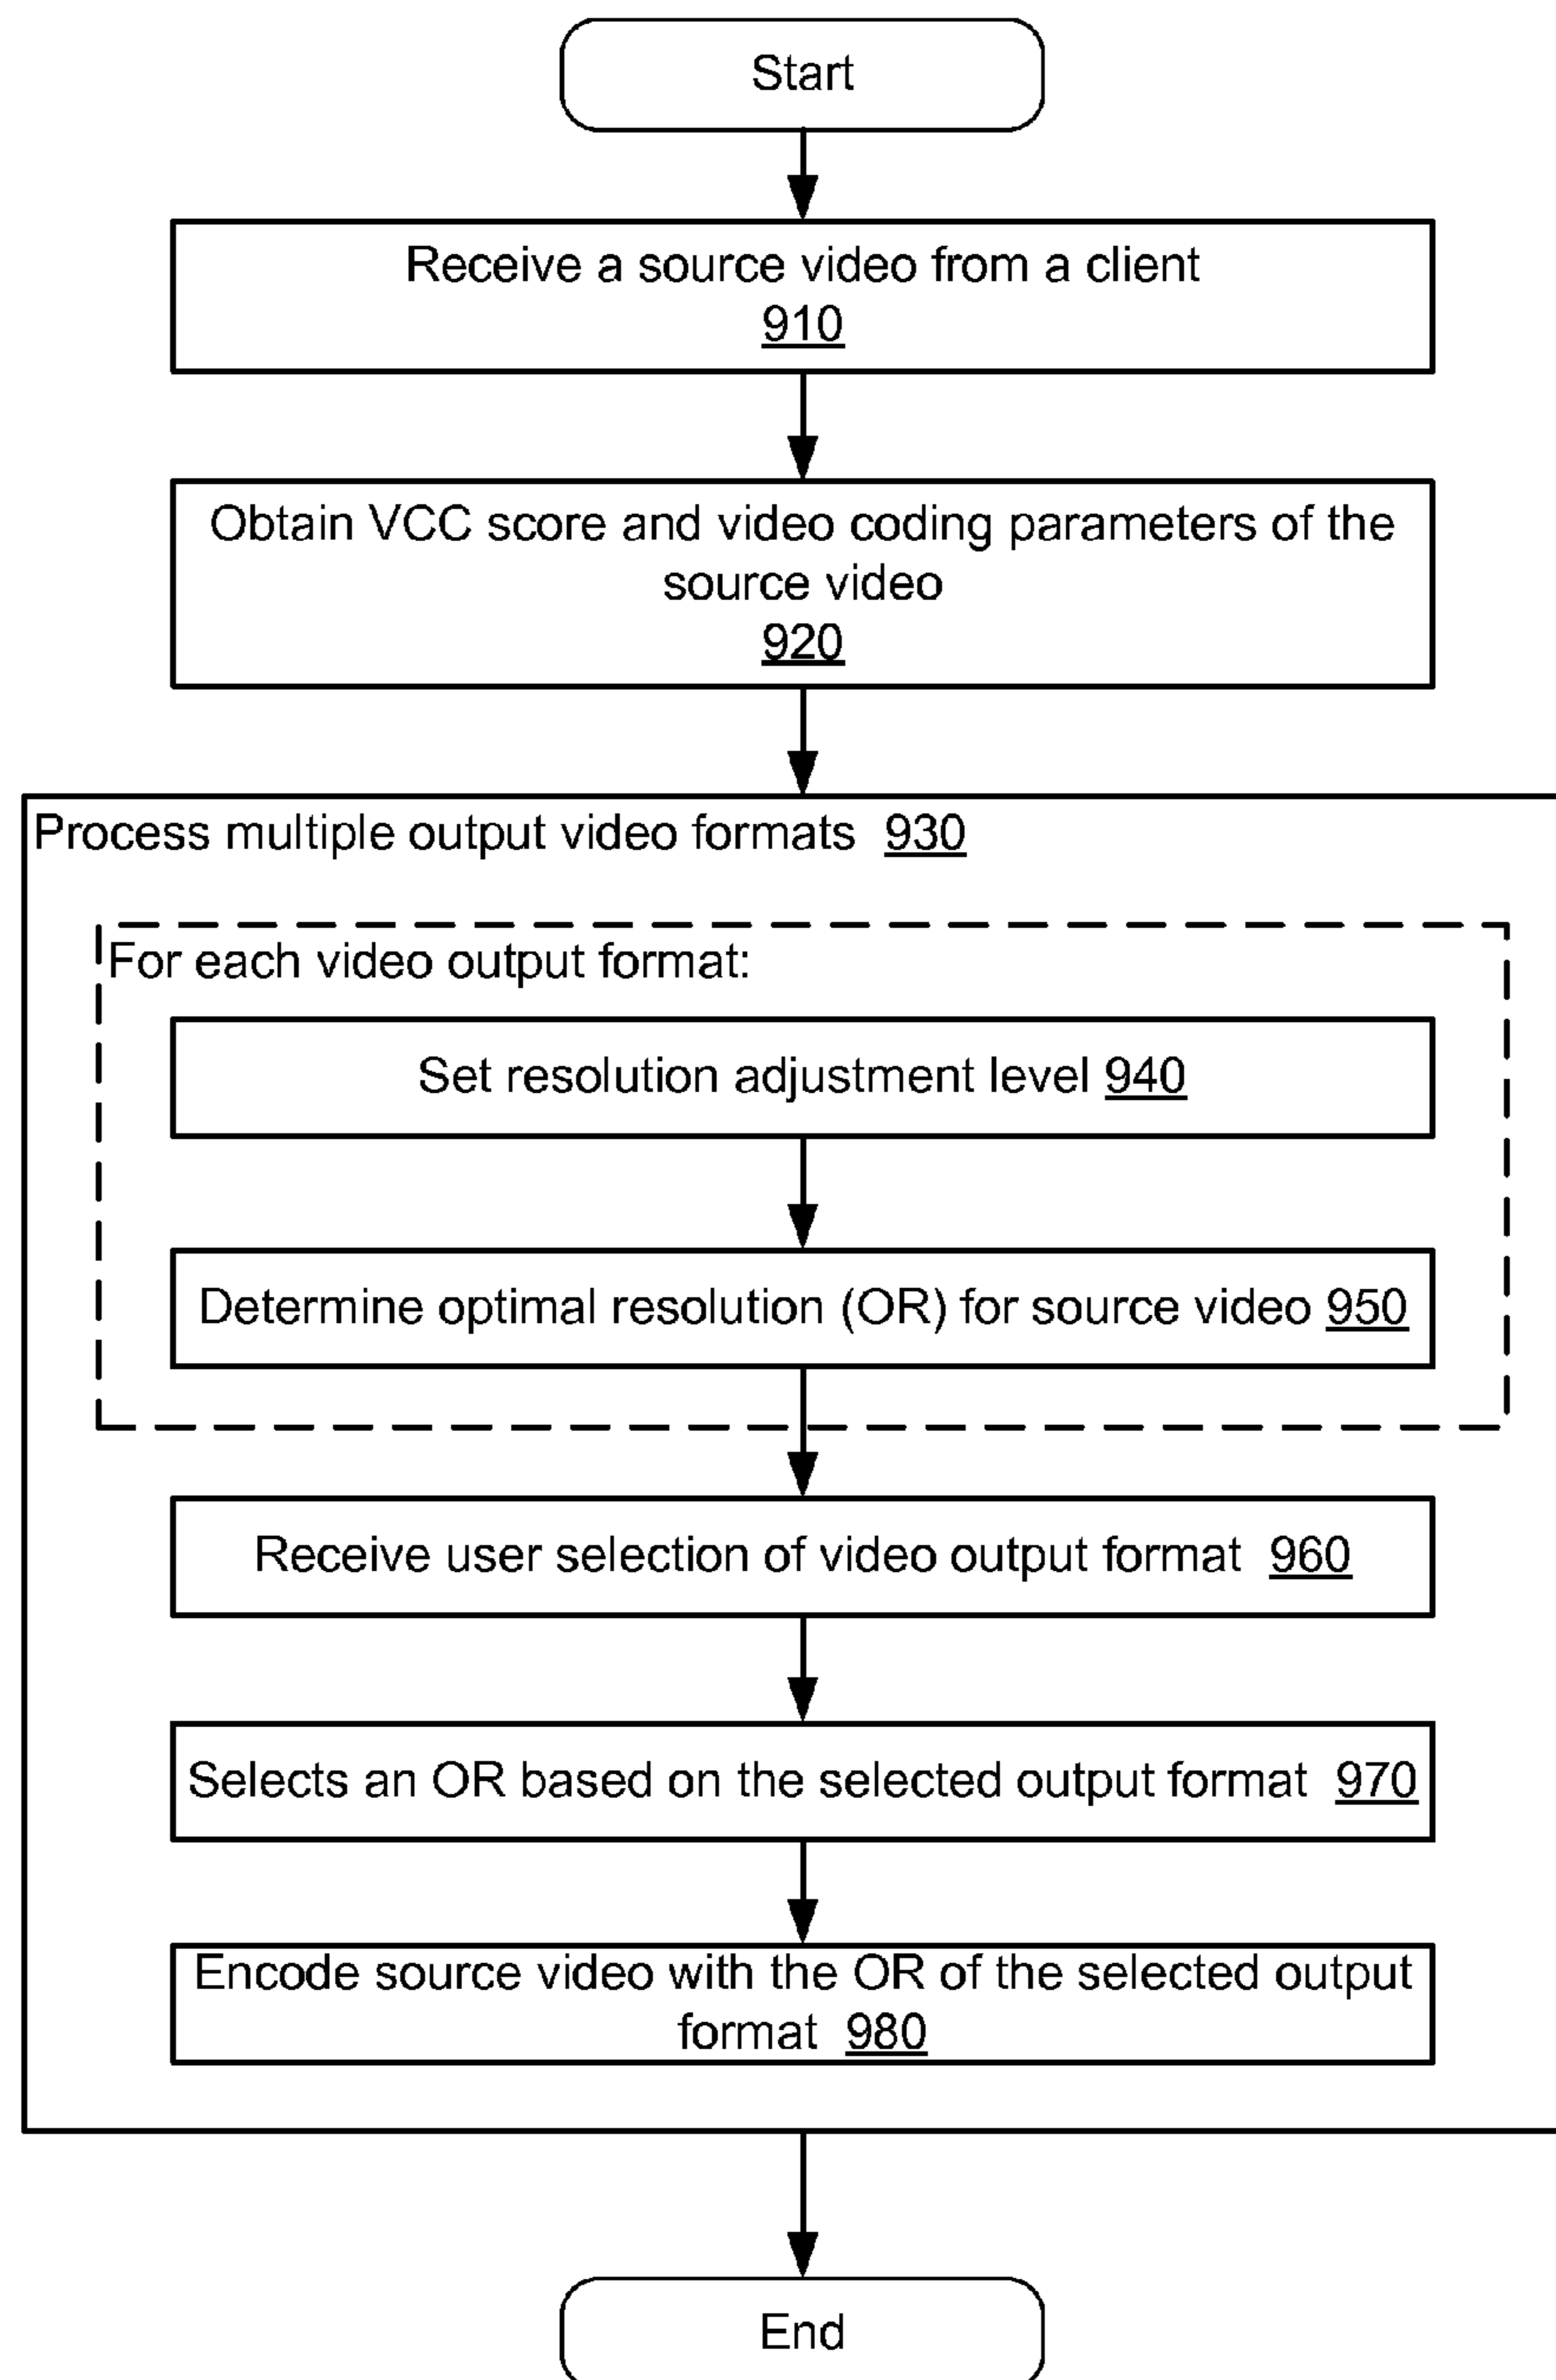 Start
Receive a source video from a client
910
Obtain VCC score and video coding parameters of the
source video
920
Process multiple output video formats 930
For each video output format:
Set resolution adjustment level 940
Determine optimal resolution (OR) for source video 950
Receive user selection of video output format 960
Selects an OR based on the selected output format 970
Encode source video with the OR of the selected output
format 980
End